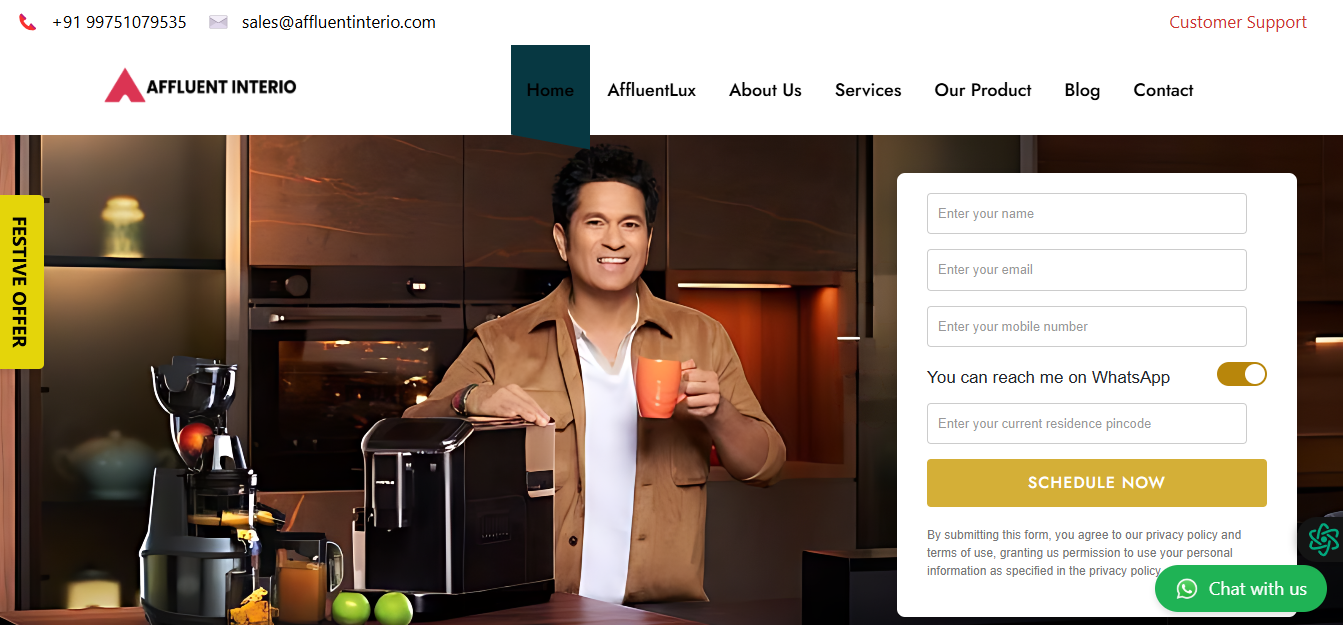 +91 99751079535
sales@affluentinterio.com
Customer Support
AFFLUENT INTERIO
Home
AffluentLux
About Us
Services
Our Product
Blog
Contact
FESTIVE OFFER
Enter your name
Enter your email
Enter your mobile number
You can reach me on WhatsApp
Enter your current residence pincode
SCHEDULE NOW
By submitting this form, you agree to our privacy policy and
terms of use, granting us permission to use your personal
information as specified in the privacy policy
Chat with us